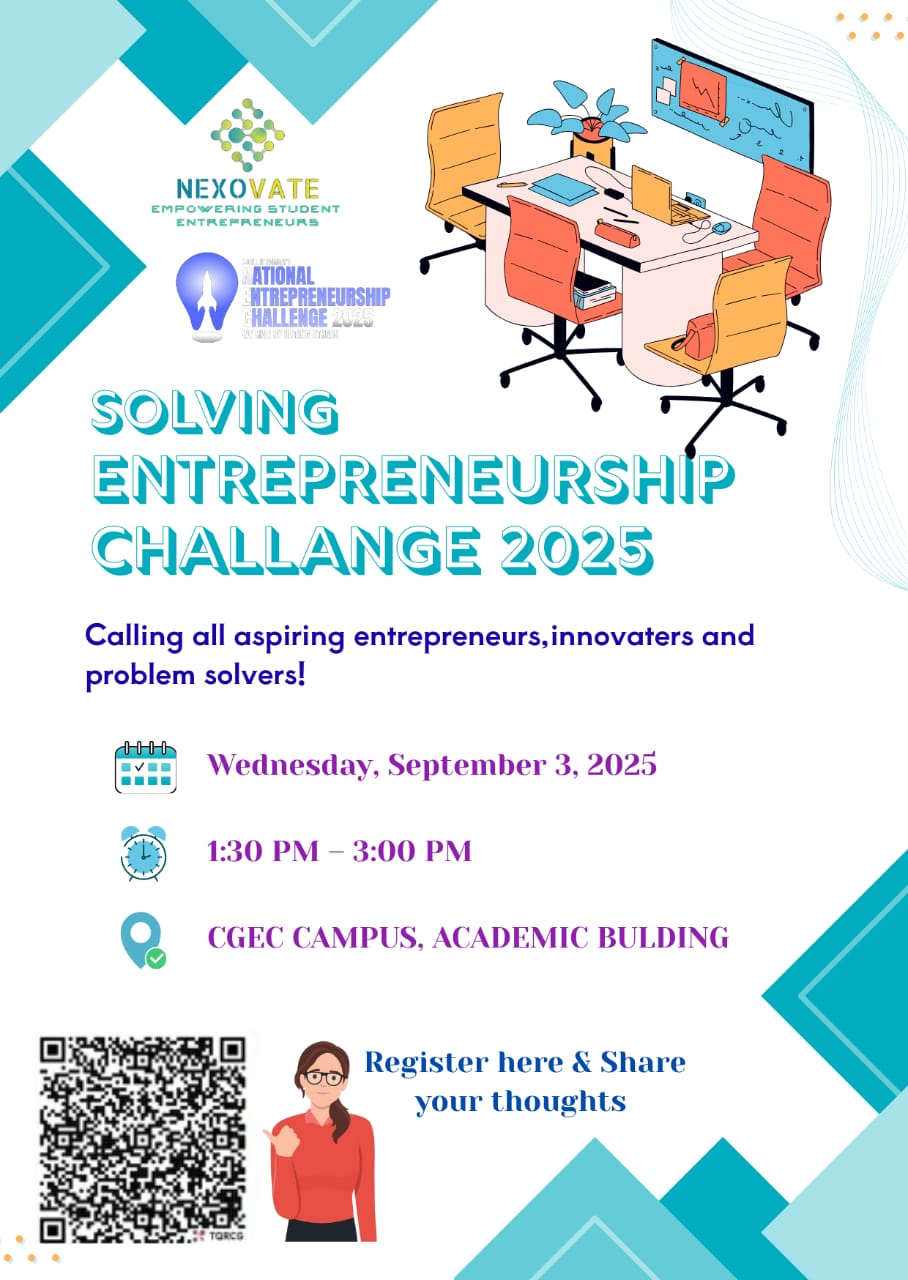 NEXOVATE
EMPOWERING STUDENT
ENTREPRENEURS
NATIONAL
ENTREPRENEURSHIP
CHALLENGE 2025
SOLVING
ENTREPRENEURSHIP
CHALLANGE 2025
Calling all aspiring entrepreneurs,innovaters and
problem solvers!
Wednesday, September 3, 2025
1:30 PM – 3:00 PM
CGEC CAMPUS, ACADEMIC BULDING
Register here & Share
your thoughts
TQRCG